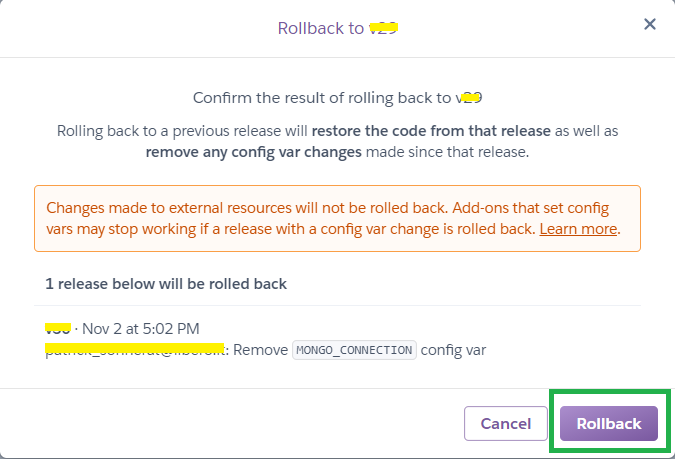 Rollback to
Confirm the result of rolling back to
Rolling back to a previous release will restore the code from that release as well as
remove any config var changes made since that release.
Changes made to external resources will not be rolled back. Add-ons that set config
vars may stop working if a release with a config var change is rolled back. Learn more.
1 release below will be rolled back
· Nov 2 at 5:02 PM
: Remove MONGO_CONNECTION config var
Cancel
Rollback